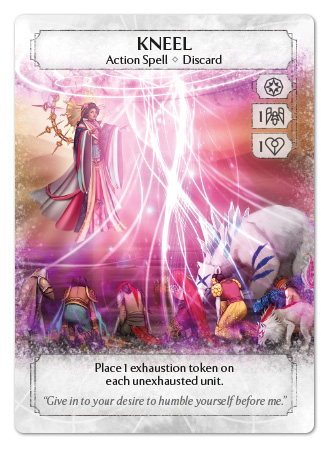 KNEEL
Action Spell ⟡ Discard
1
1
Place 1 exhaustion token on
each unexhausted unit.
“Give in to your desire to humble yourself before me.”